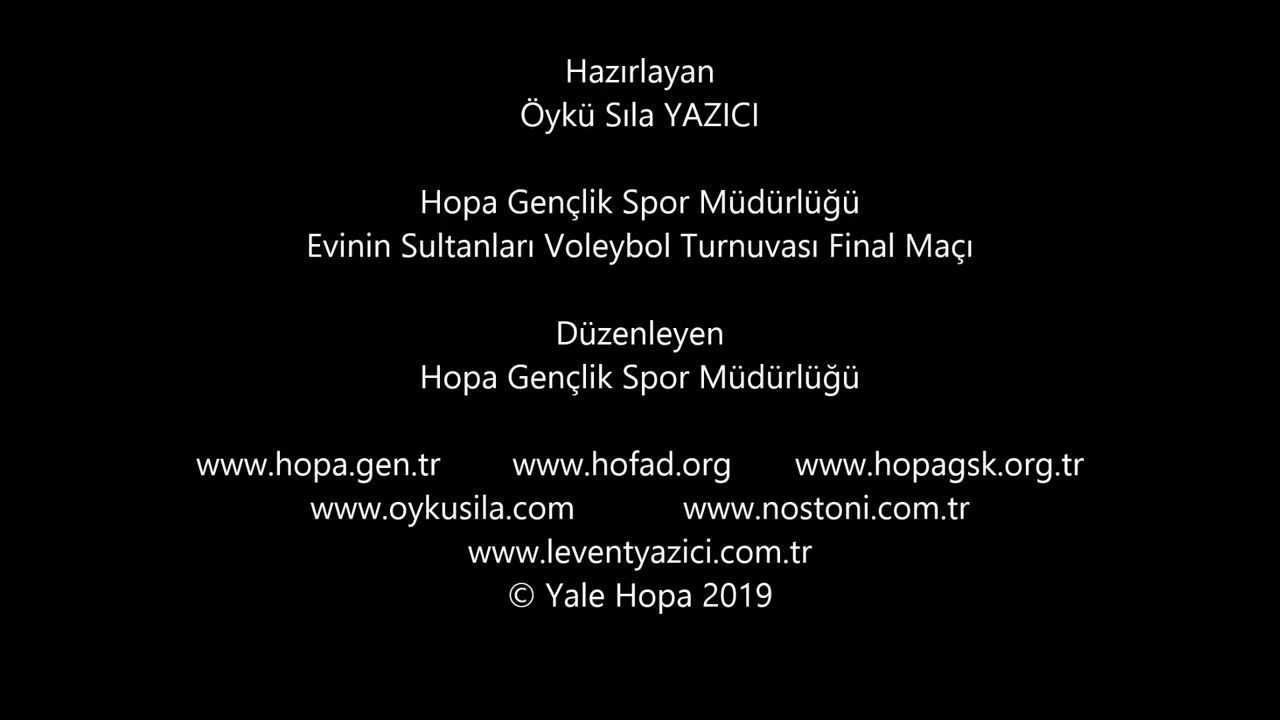 Hazırlayan
Öykü Sıla YAZICI
Hopa Gençlik Spor Müdürlüğü
Evinin Sultanları Voleybol Turnuvası Final Maçı
Düzenleyen
Hopa Gençlik Spor Müdürlüğü
www.hopa.gen.tr www.hofad.org www.hopagsk.org.tr
www.oykusila.com www.nostoni.com.tr
www.leventyazici.com.tr
© Yale Hopa 2019